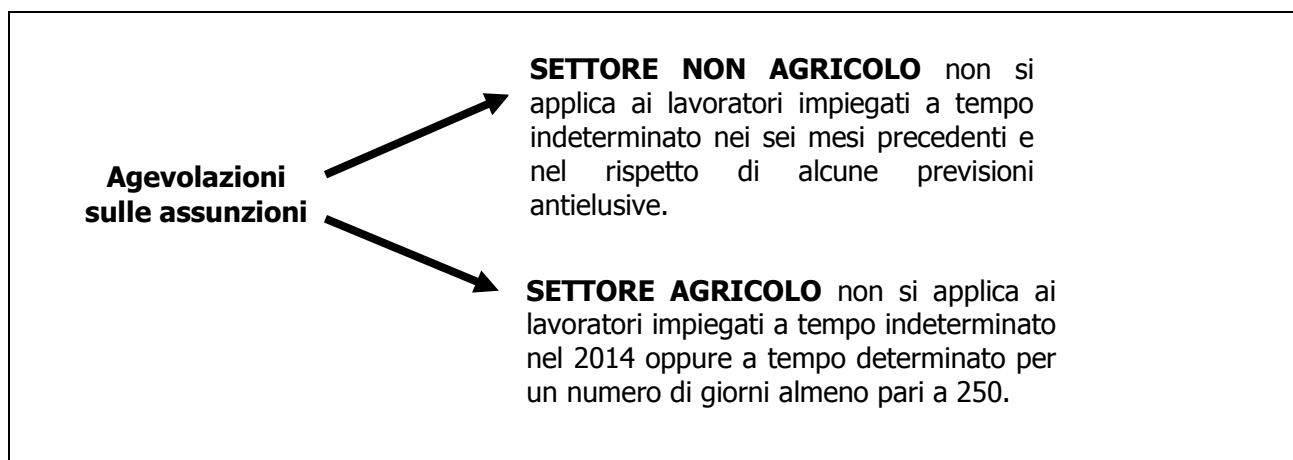 Agevolazioni
sulle assunzioni
SETTORE NON AGRICOLO non si
applica ai lavoratori impiegati a tempo
indeterminato nei sei mesi precedenti e
nel rispetto di alcune previsioni
antielusive.
SETTORE AGRICOLO non si applica ai
lavoratori impiegati a tempo indeterminato
nel 2014 oppure a tempo determinato per
un numero di giorni almeno pari a 250.